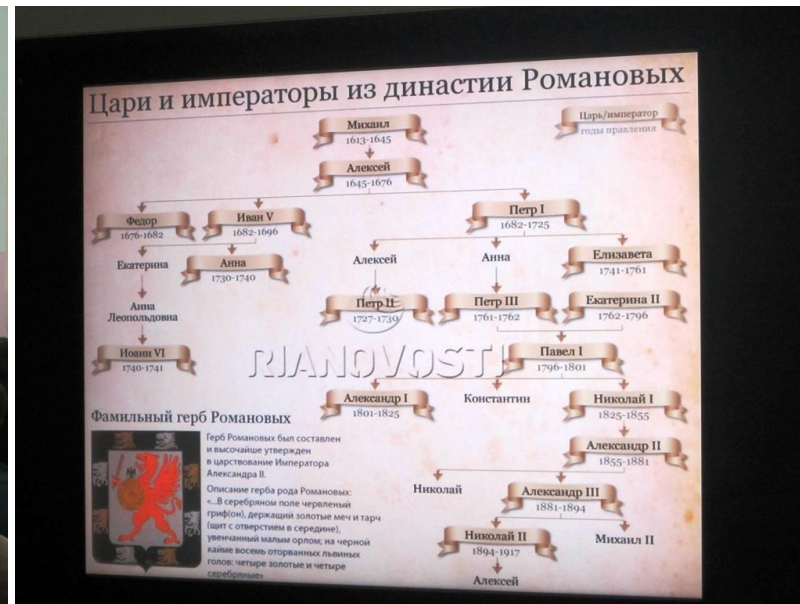 Цари и императоры из династии Романовых
Царь/император
годы правления
Михаил
1613-1645
Алексей
1645-1676
Федор
1676-1682
Иван V
1682-1696
Петр I
1682-1725
Екатерина
Анна
1730-1740
Алексей
Анна
Елизавета
1741-1761
Анна
Леопольдовна
Петр II
1727-1730
Петр III
1761-1762
Екатерина II
1762-1796
Иоанн VI
1740-1741
RIANOVOSTI
Павел I
1796-1801
Александр I
1801-1825
Константин
Николай I
1825-1855
Александр II
1855-1881
Николай
Александр III
1881-1894
Николай II
1894-1917
Михаил II
Алексей
Фамильный герб Романовых
Герб Романовых был составлен
и высочайше утвержден
в царствование Императора
Александра II.
Описание герба рода Романовых:
«...В серебряном поле червленый
гриф(он), держащий золотые меч и тарч
(щит с отверстием в середине),
увенчанный малым орлом; на черной
кайме восемь оторванных львиных
голов: четыре золотые и четыре
серебряные»